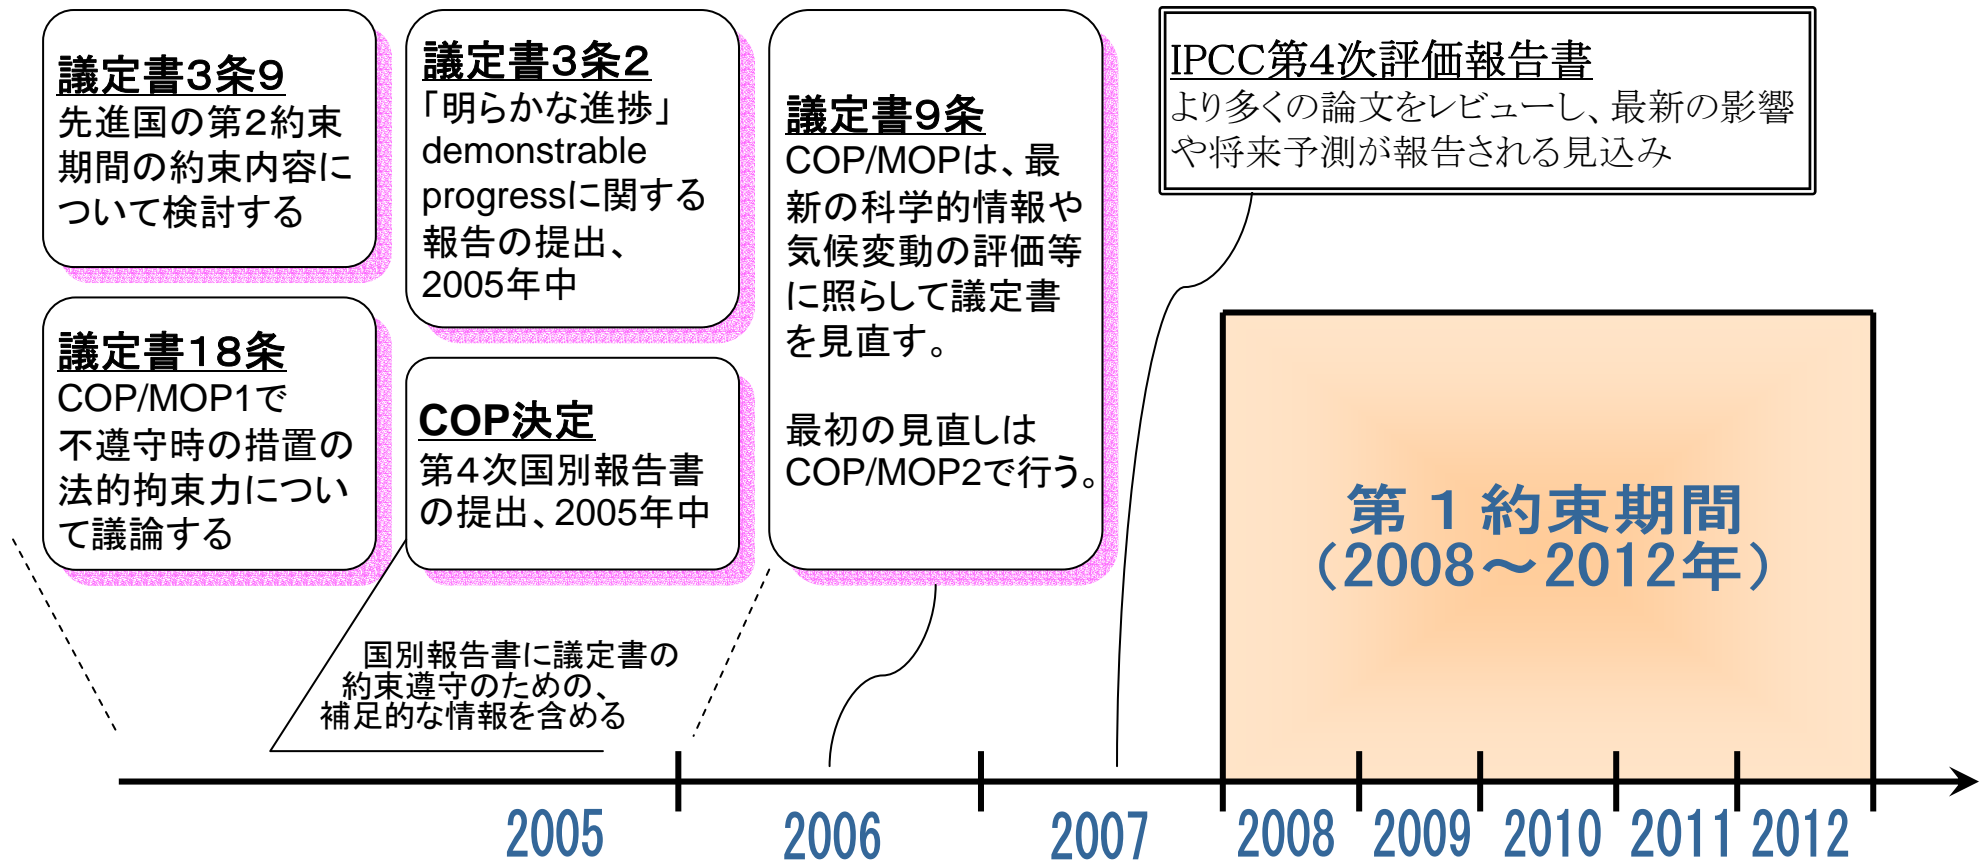 議定書3条9
先進国の第2約束
期間の約束内容に
ついて検討する
議定書18条
COP/MOP1で
不遵守時の措置の
法的拘束力につい
て議論する
議定書3条2
「明らかな進捗」
demonstrable
progressに関する
報告の提出、
2005年中
COP決定
第4次国別報告書
の提出、2005年中
国別報告書に議定書の
約束遵守のための、
補足的な情報を含める
議定書9条
COP/MOPは、最
新の科学的情報や
気候変動の評価等
に照らして議定書
を見直す。
最初の見直しは
COP/MOP2で行う。
IPCC第4次評価報告書
より多くの論文をレビューし、最新の影響
や将来予測が報告される見込み
第1約束期間
（2008～2012年）
2005 2006 2007 2008 2009 2010 2011 2012